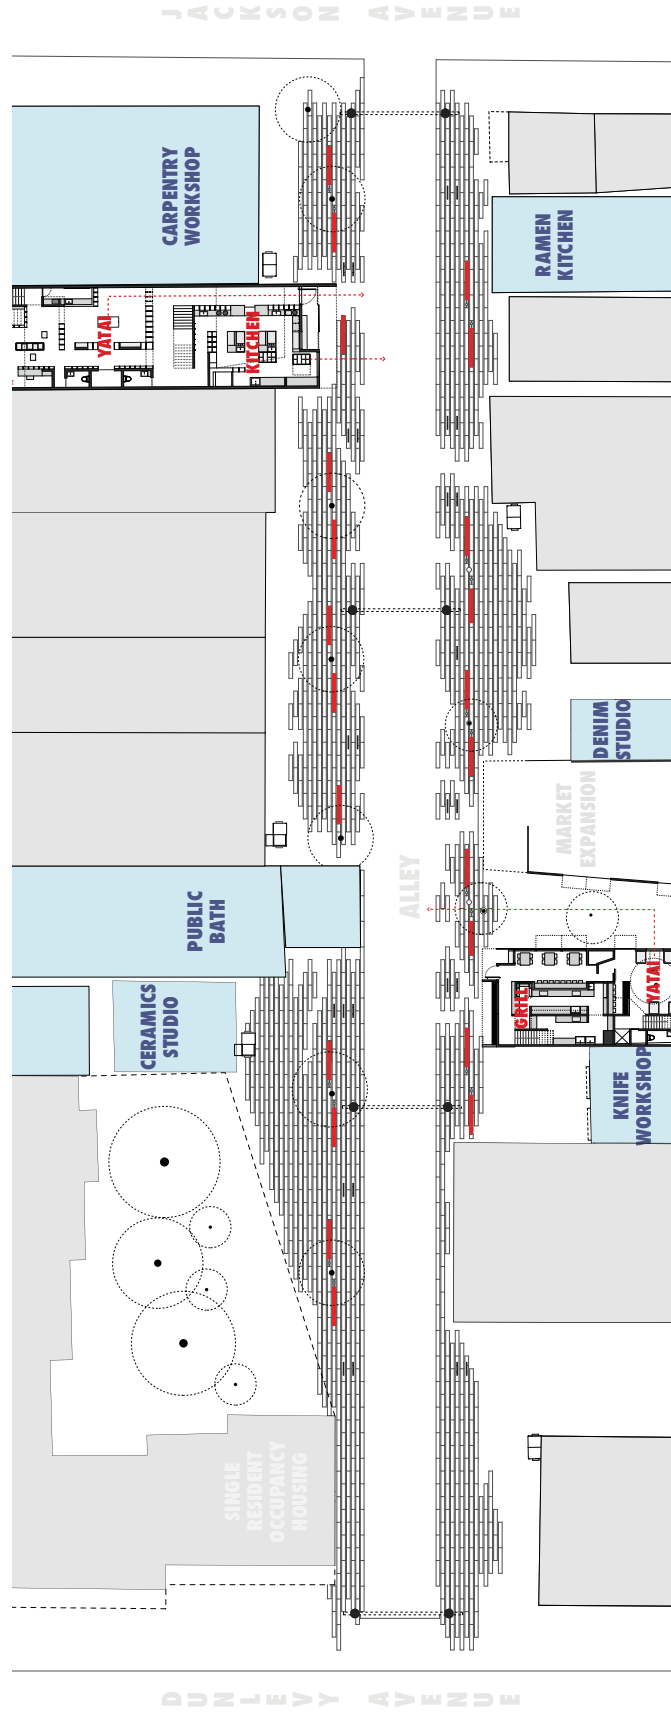 JACKSON AVENUE
CARPENTRY
WORKSHOP
RAMEN
KITCHEN
YATAI
KITCHEN
DENIM
STUDIO
MARKET
EXPANSION
ALLEY
PUBLIC
BATH
YATAI
GRILL
CERAMICS
STUDIO
KNIFE
WORKSHOP
SINGLE
RESIDENT
OCCUPANCY
HOUSING
DUNLEVY AVENUE